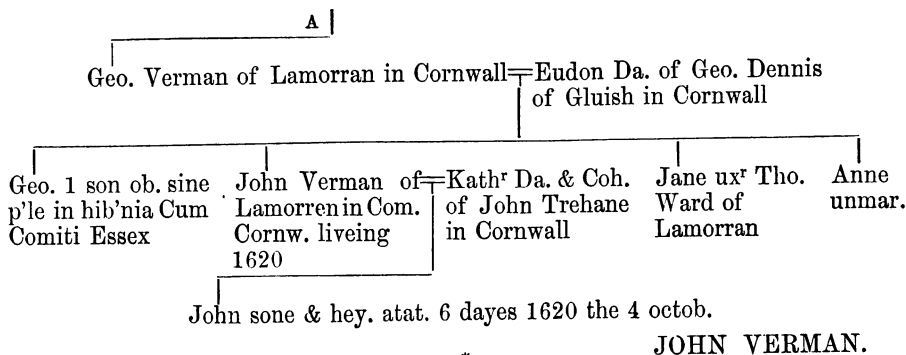 A
Geo. Verman of Lamorran in Cornwall=Eudon Da. of Geo. Dennis
of Gluish in Cornwall
Geo. 1 son ob. sine
p'le in hib'nia Cum
Comiti Essex
John Verman of=Kathʳ Da. & Coh.
Lamorren in Com.
Cornw. liveing
1620
of John Trehane
in Cornwall
Jane uxʳ Tho.
Ward of
Lamorran
Anne
unmar.
John sone & hey. atat. 6 dayes 1620 the 4 octob.
JOHN VERMAN.
*